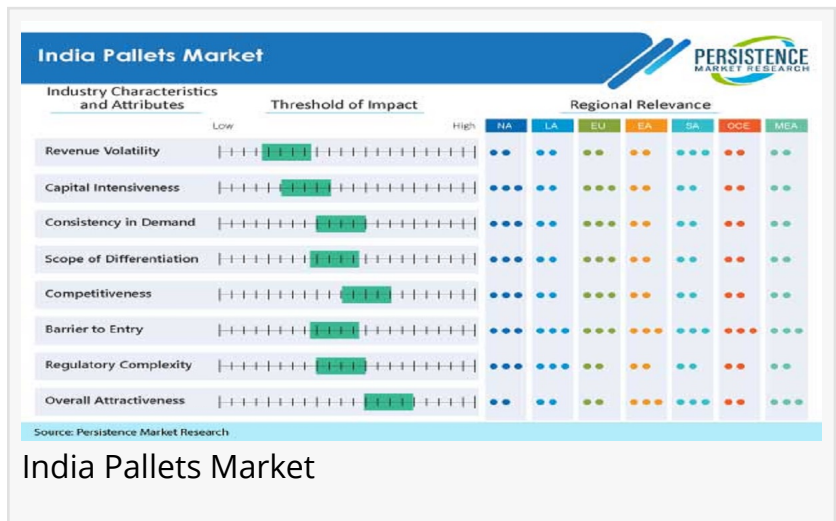 India Pallets Market
PERSISTENCE
MARKET RESEARCH
Industry Characteristics
and Attributes
Threshold of Impact
Regional Relevance
Low
High
NA
LA
EU
EA
SA
OCE
MEA
Revenue Volatility
Capital Intensiveness
Consistency in Demand
Scope of Differentiation
Competitiveness
Barrier to Entry
Regulatory Complexity
Overall Attractiveness
Source: Persistence Market Research
India Pallets Market